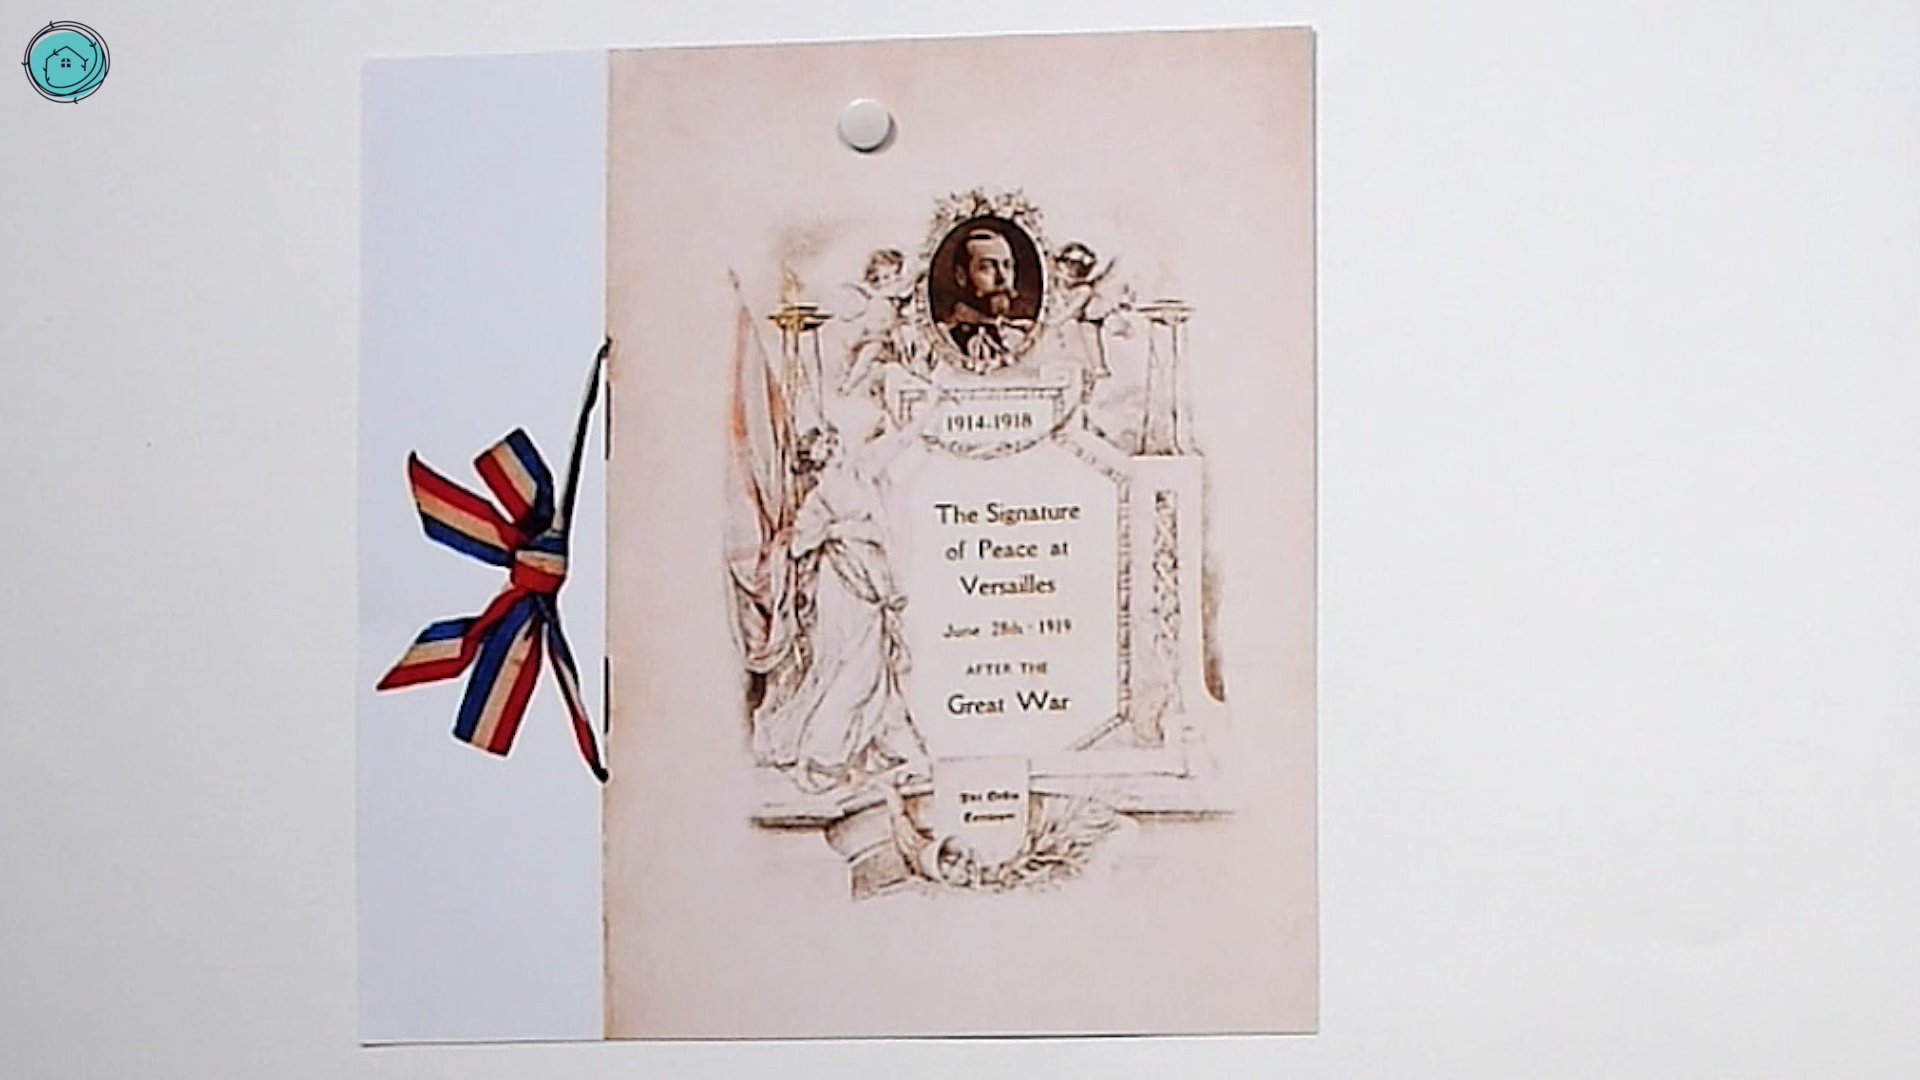 1914-1918
The Signature
of Peace at
Versailles
June 28th - 1919
AFTER THE
Great War